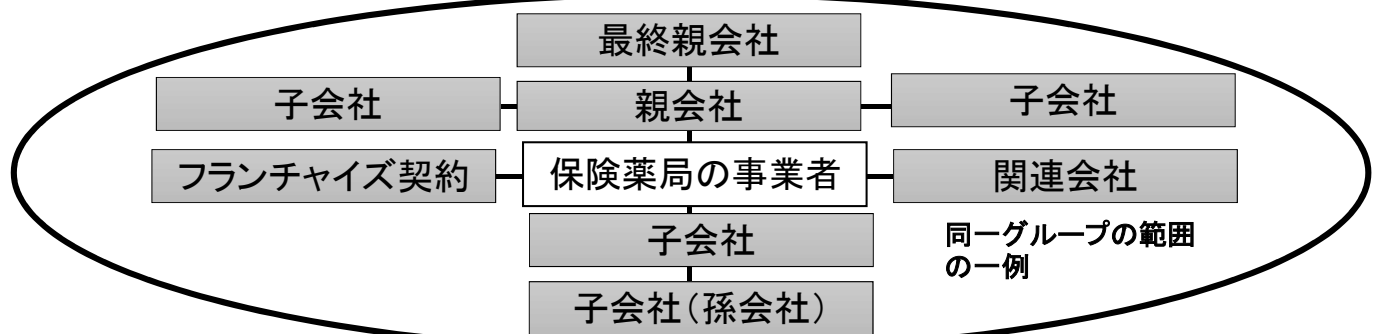 最終親会社
子会社
親会社
子会社
フランチャイズ契約
保険薬局の事業者
関連会社
子会社
同一グループの範囲
の一例
子会社(孫会社)